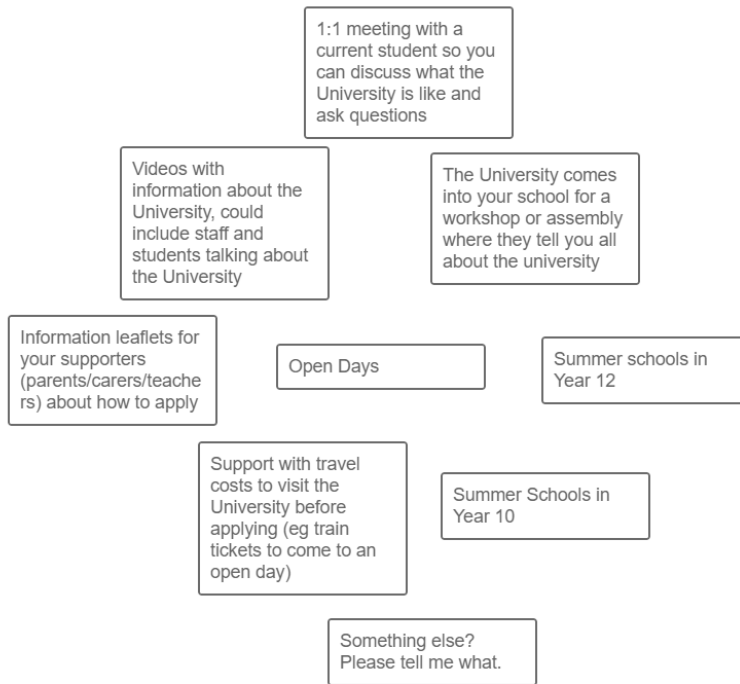 1:1 meeting with a
current student so you
can discuss what the
University is like and
ask questions
Videos with
information about the
University, could
include staff and
students talking about
the University
The University comes
into your school for a
workshop or assembly
where they tell you all
about the university
Information leaflets for
your supporters
(parents/carers/teache
rs) about how to apply
Open Days
Summer schools in
Year 12
Support with travel
costs to visit the
University before
applying (eg train
tickets to come to an
open day)
Summer Schools in
Year 10
Something else?
Please tell me what.